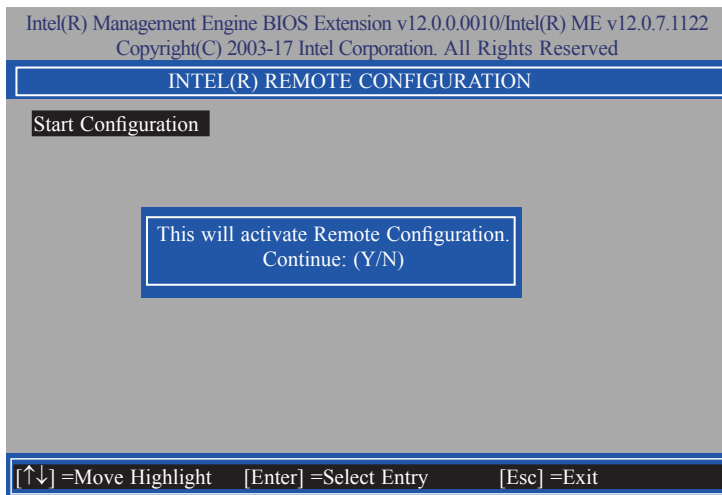 Intel(R) Management Engine BIOS Extension v12.0.0.0010/Intel(R) ME v12.0.7.1122
Copyright(C) 2003-17 Intel Corporation. All Rights Reserved
INTEL(R) REMOTE CONFIGURATION
Start Configuration
This will activate Remote Configuration.
Continue: (Y/N)
[↑↓] =Move Highlight [Enter] =Select Entry [Esc] =Exit